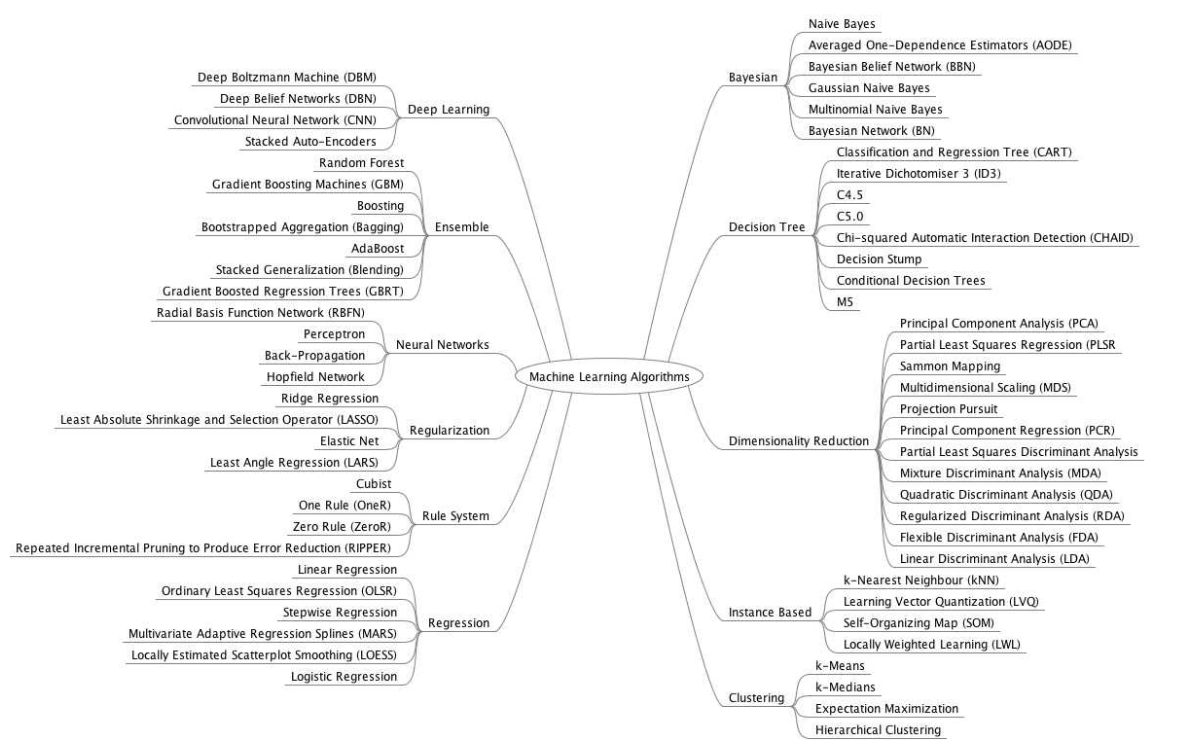 Machine Learning Algorithms
Deep Learning
Deep Boltzmann Machine (DBM)
Deep Belief Networks (DBN)
Convolutional Neural Network (CNN)
Stacked Auto-Encoders
Ensemble
Random Forest
Gradient Boosting Machines (GBM)
Boosting
Bootstrapped Aggregation (Bagging)
AdaBoost
Stacked Generalization (Blending)
Gradient Boosted Regression Trees (GBRT)
Neural Networks
Radial Basis Function Network (RBFN)
Perceptron
Back-Propagation
Hopfield Network
Regularization
Ridge Regression
Least Absolute Shrinkage and Selection Operator (LASSO)
Elastic Net
Least Angle Regression (LARS)
Rule System
Cubist
One Rule (OneR)
Zero Rule (ZeroR)
Repeated Incremental Pruning to Produce Error Reduction (RIPPER)
Regression
Linear Regression
Ordinary Least Squares Regression (OLSR)
Stepwise Regression
Multivariate Adaptive Regression Splines (MARS)
Locally Estimated Scatterplot Smoothing (LOESS)
Logistic Regression
Bayesian
Naive Bayes
Averaged One-Dependence Estimators (AODE)
Bayesian Belief Network (BBN)
Gaussian Naive Bayes
Multinomial Naive Bayes
Bayesian Network (BN)
Decision Tree
Classification and Regression Tree (CART)
Iterative Dichotomiser 3 (ID3)
C4.5
C5.0
Chi-squared Automatic Interaction Detection (CHAID)
Decision Stump
Conditional Decision Trees
M5
Dimensionality Reduction
Principal Component Analysis (PCA)
Partial Least Squares Regression (PLSR
Sammon Mapping
Multidimensional Scaling (MDS)
Projection Pursuit
Principal Component Regression (PCR)
Partial Least Squares Discriminant Analysis
Mixture Discriminant Analysis (MDA)
Quadratic Discriminant Analysis (QDA)
Regularized Discriminant Analysis (RDA)
Flexible Discriminant Analysis (FDA)
Linear Discriminant Analysis (LDA)
Instance Based
k-Nearest Neighbour (kNN)
Learning Vector Quantization (LVQ)
Self-Organizing Map (SOM)
Locally Weighted Learning (LWL)
Clustering
k-Means
k-Medians
Expectation Maximization
Hierarchical Clustering